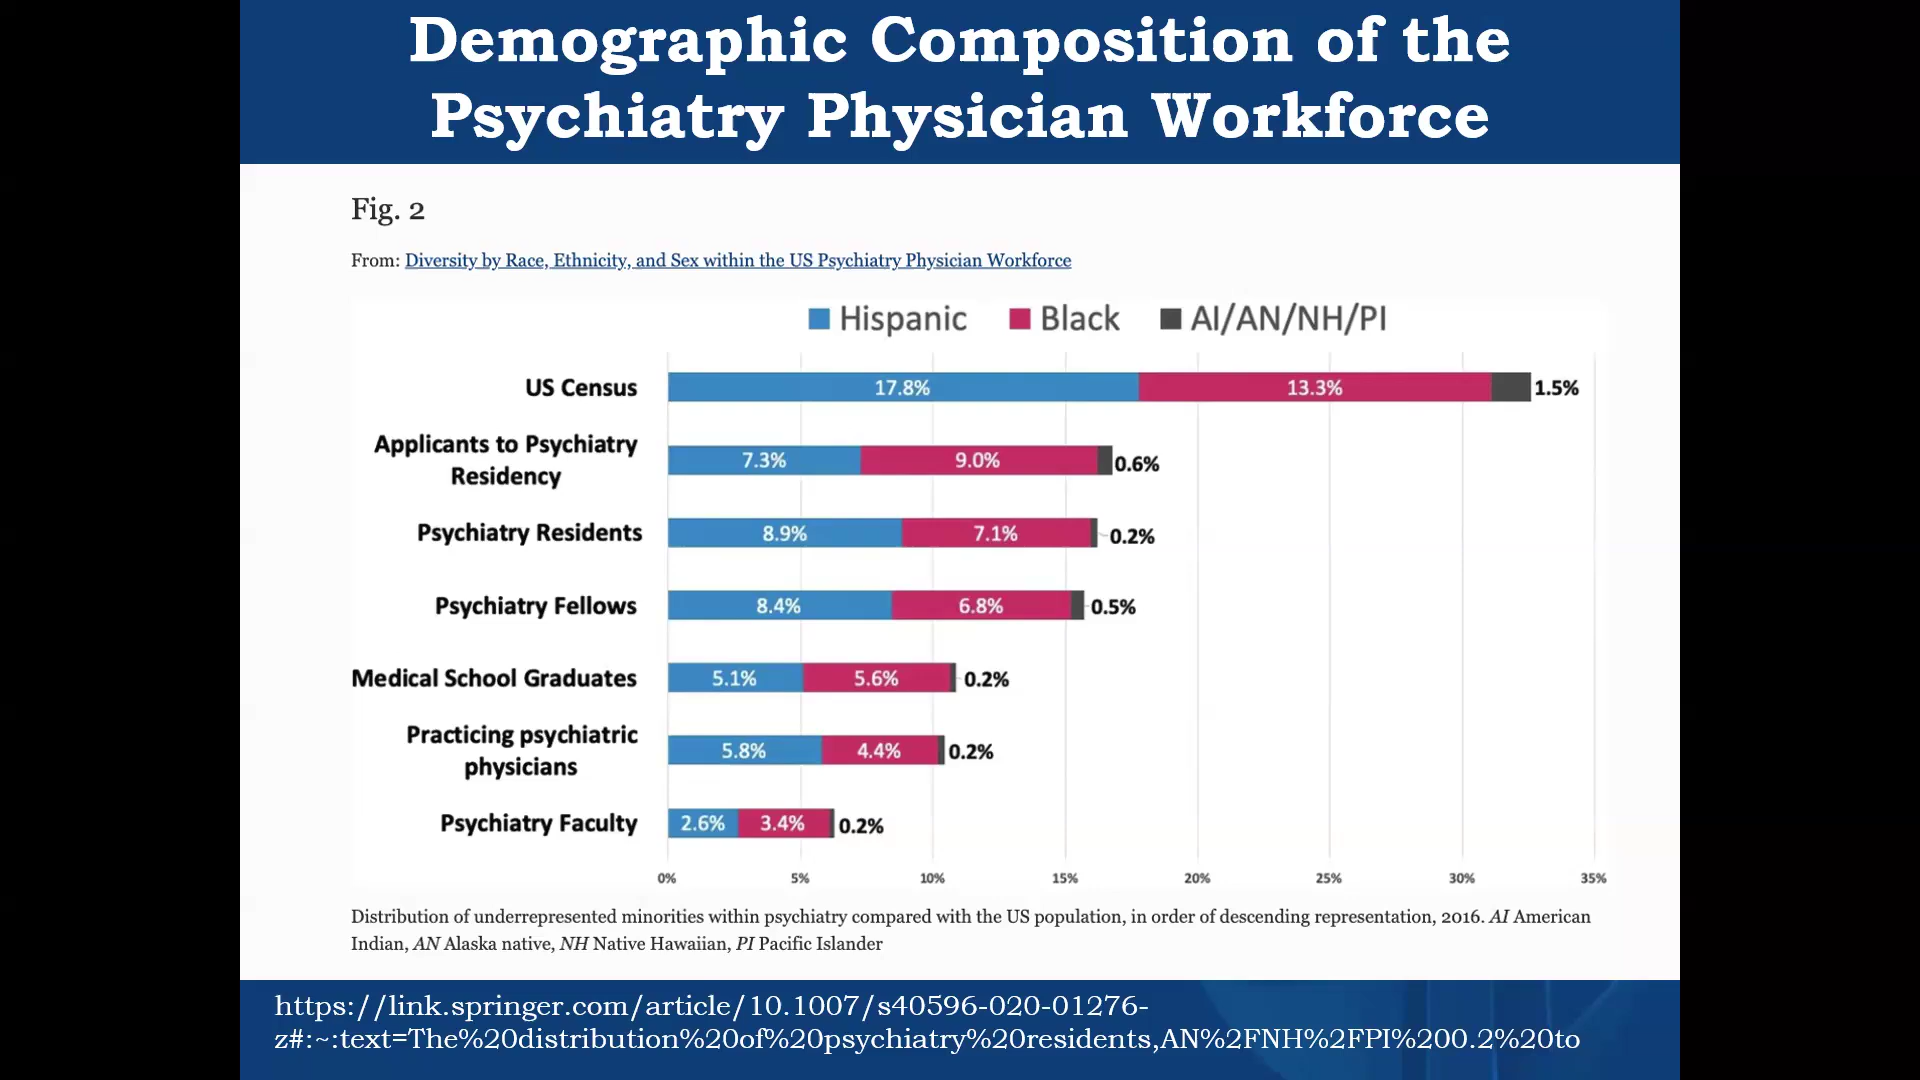 Demographic Composition of the
Psychiatry Physician Workforce
Fig. 2
From: Diversity by Race, Ethnicity, and Sex within the US Psychiatry Physician Workforce
Hispanic Black AI/AN/NH/PI
US Census 17.8% 13.3% 1.5%
Applicants to Psychiatry
Residency 7.3% 9.0% 0.6%
Psychiatry Residents 8.9% 7.1% 0.2%
Psychiatry Fellows 8.4% 6.8% 0.5%
Medical School Graduates 5.1% 5.6% 0.2%
Practicing psychiatric
physicians 5.8% 4.4% 0.2%
Psychiatry Faculty 2.6% 3.4% 0.2%
0% 5% 10% 15% 20% 25% 30% 35%
Distribution of underrepresented minorities within psychiatry compared with the US population, in order of descending representation, 2016. AI American
Indian, AN Alaska native, NH Native Hawaiian, PI Pacific Islander
https://link.springer.com/article/10.1007/s40596-020-01276-
z#:~:text=The%20distribution%20of%20psychiatry%20residents,AN%2FNH%2FPI%200.2%20to